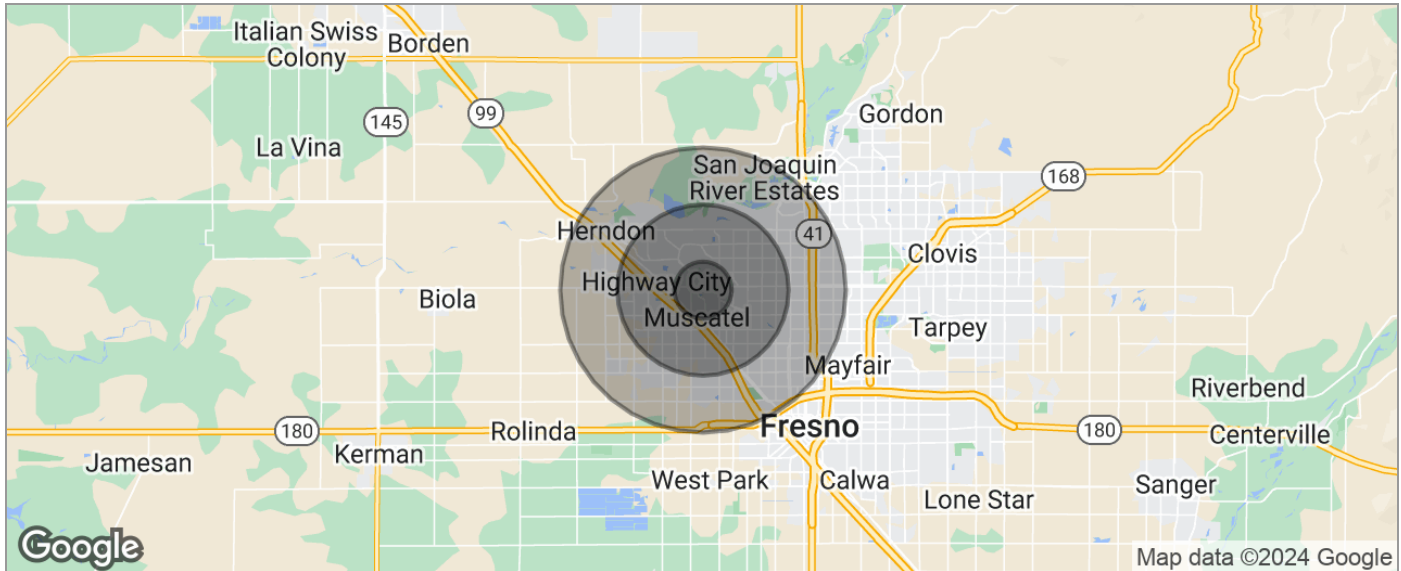 Italian Swiss
Colony
Borden
99
145
Gordon
La Vina
San Joaquin
River Estates
168
Herndon
41
Clovis
Highway City
Biola
Muscatel
Tarpey
Mayfair
Riverbend
180
Rolinda
Fresno
180
Centerville
Jamesan
Kerman
West Park
Calwa
Lone Star
Sanger
Google
Map data ©2024 Google